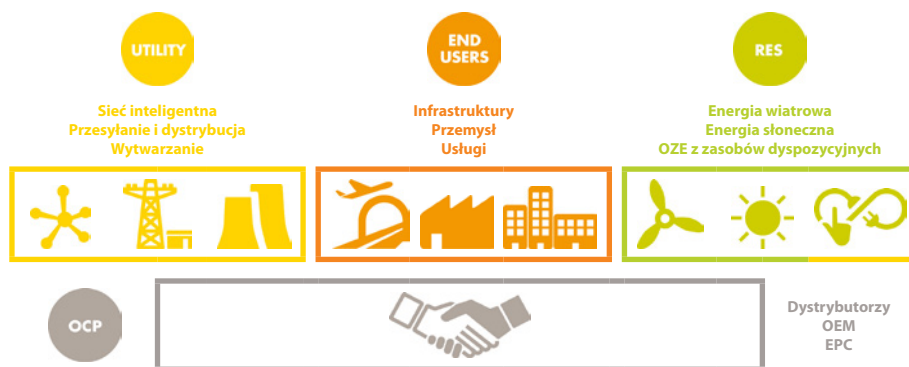 UTILITY
Sieć inteligentna
Przesyłanie i dystrybucja
Wytwarzanie
END
USERS
Infrastruktury
Przemysł
Usługi
RES
Energia wiatrowa
Energia słoneczna
OZE z zasobów dyspozycyjnych
OCP
Dystrybutorzy
OEM
EPC